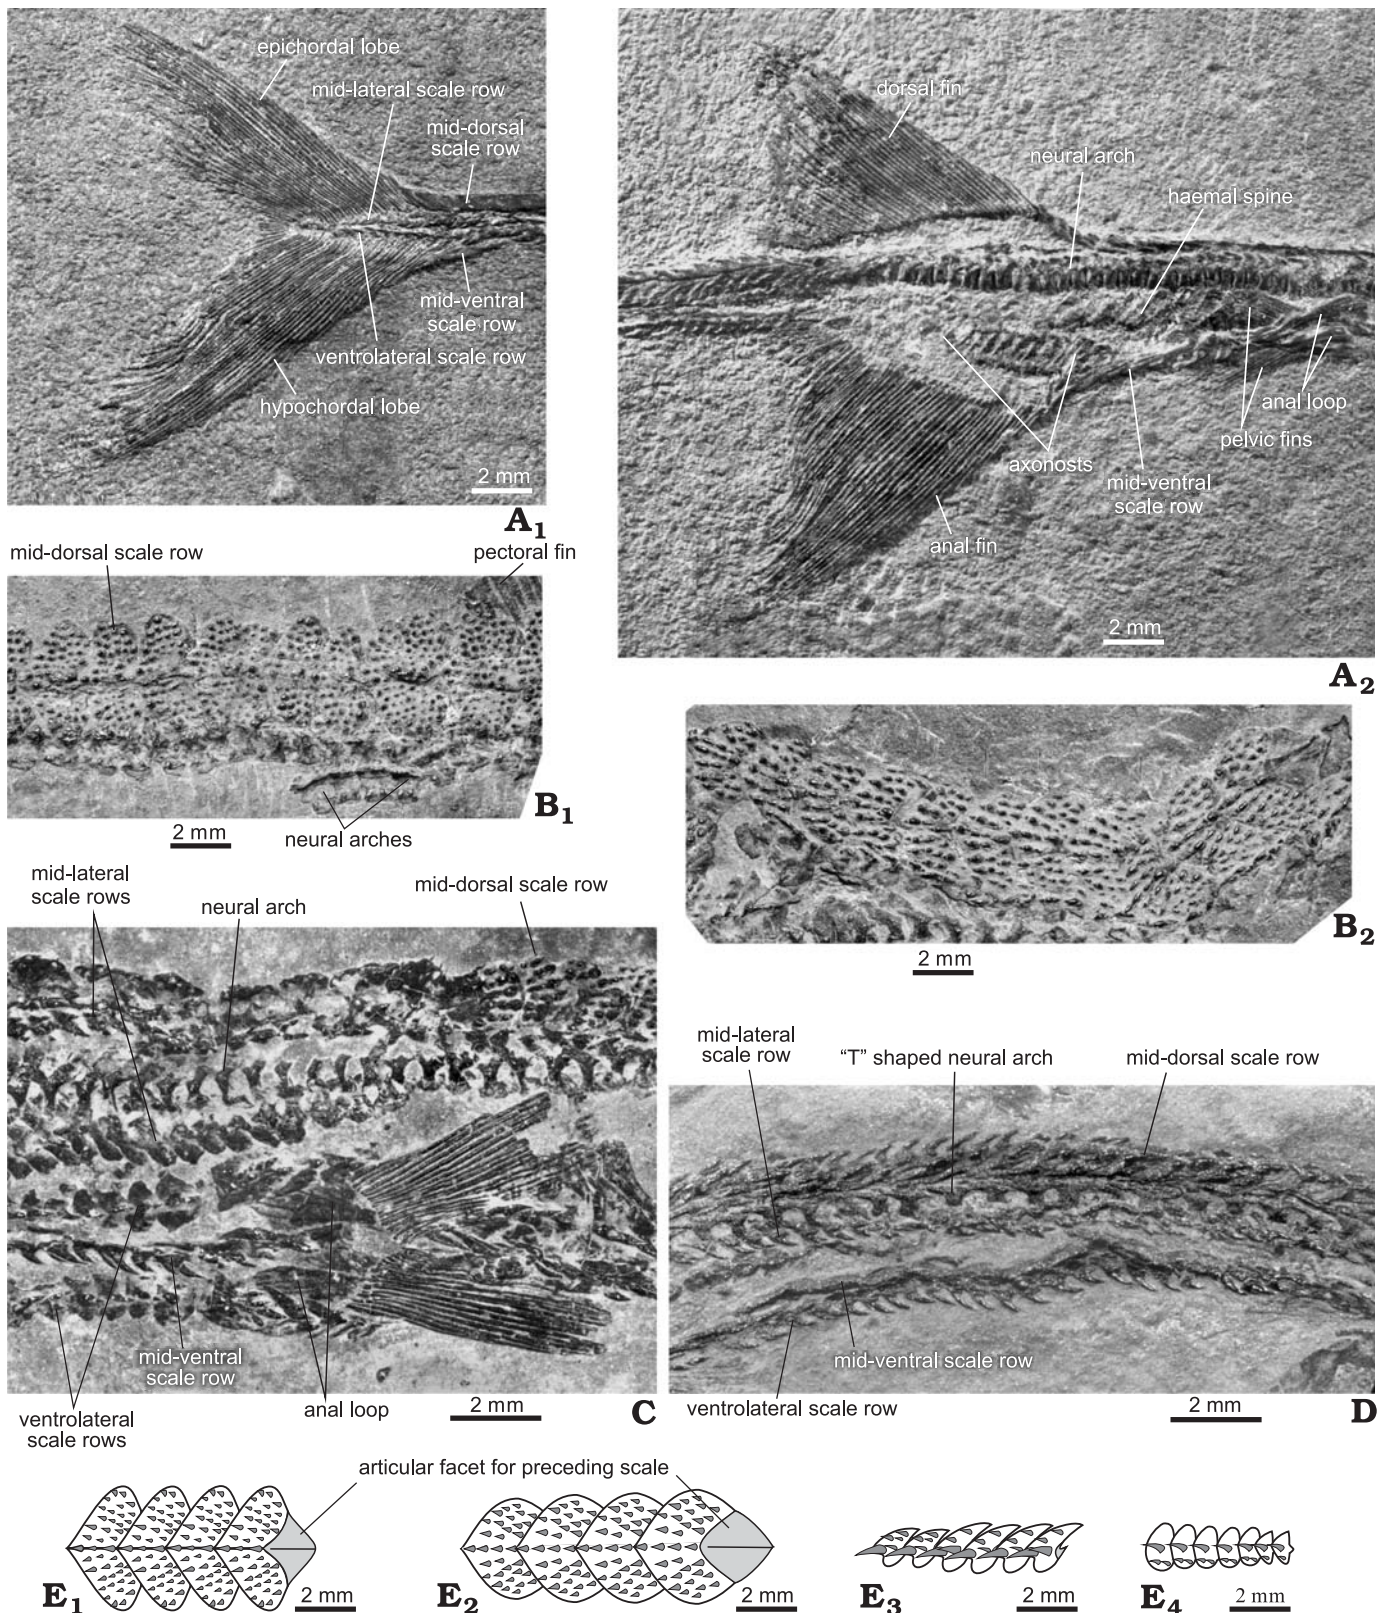 epichordal lobe
mid-lateral scale row
mid-dorsal
scale row
mid-ventral
scale row
ventrolateral scale row
hypochordal lobe
2 mm
A1
dorsal fin
neural arch
haemal spine
anal loop
pelvic fins
axonosts
mid-ventral
scale row
anal fin
2 mm
A2
mid-dorsal scale row
pectoral fin
B1
2 mm
neural arches
B2
2 mm
mid-lateral
scale rows
neural arch
mid-dorsal scale row
mid-ventral
scale row
ventrolateral
scale rows
anal loop
2 mm
C
mid-lateral
scale row
“T” shaped neural arch
mid-dorsal scale row
mid-ventral scale row
ventrolateral scale row
2 mm
D
articular facet for preceding scale
E1
2 mm
E2
2 mm
E3
2 mm
E4
2 mm